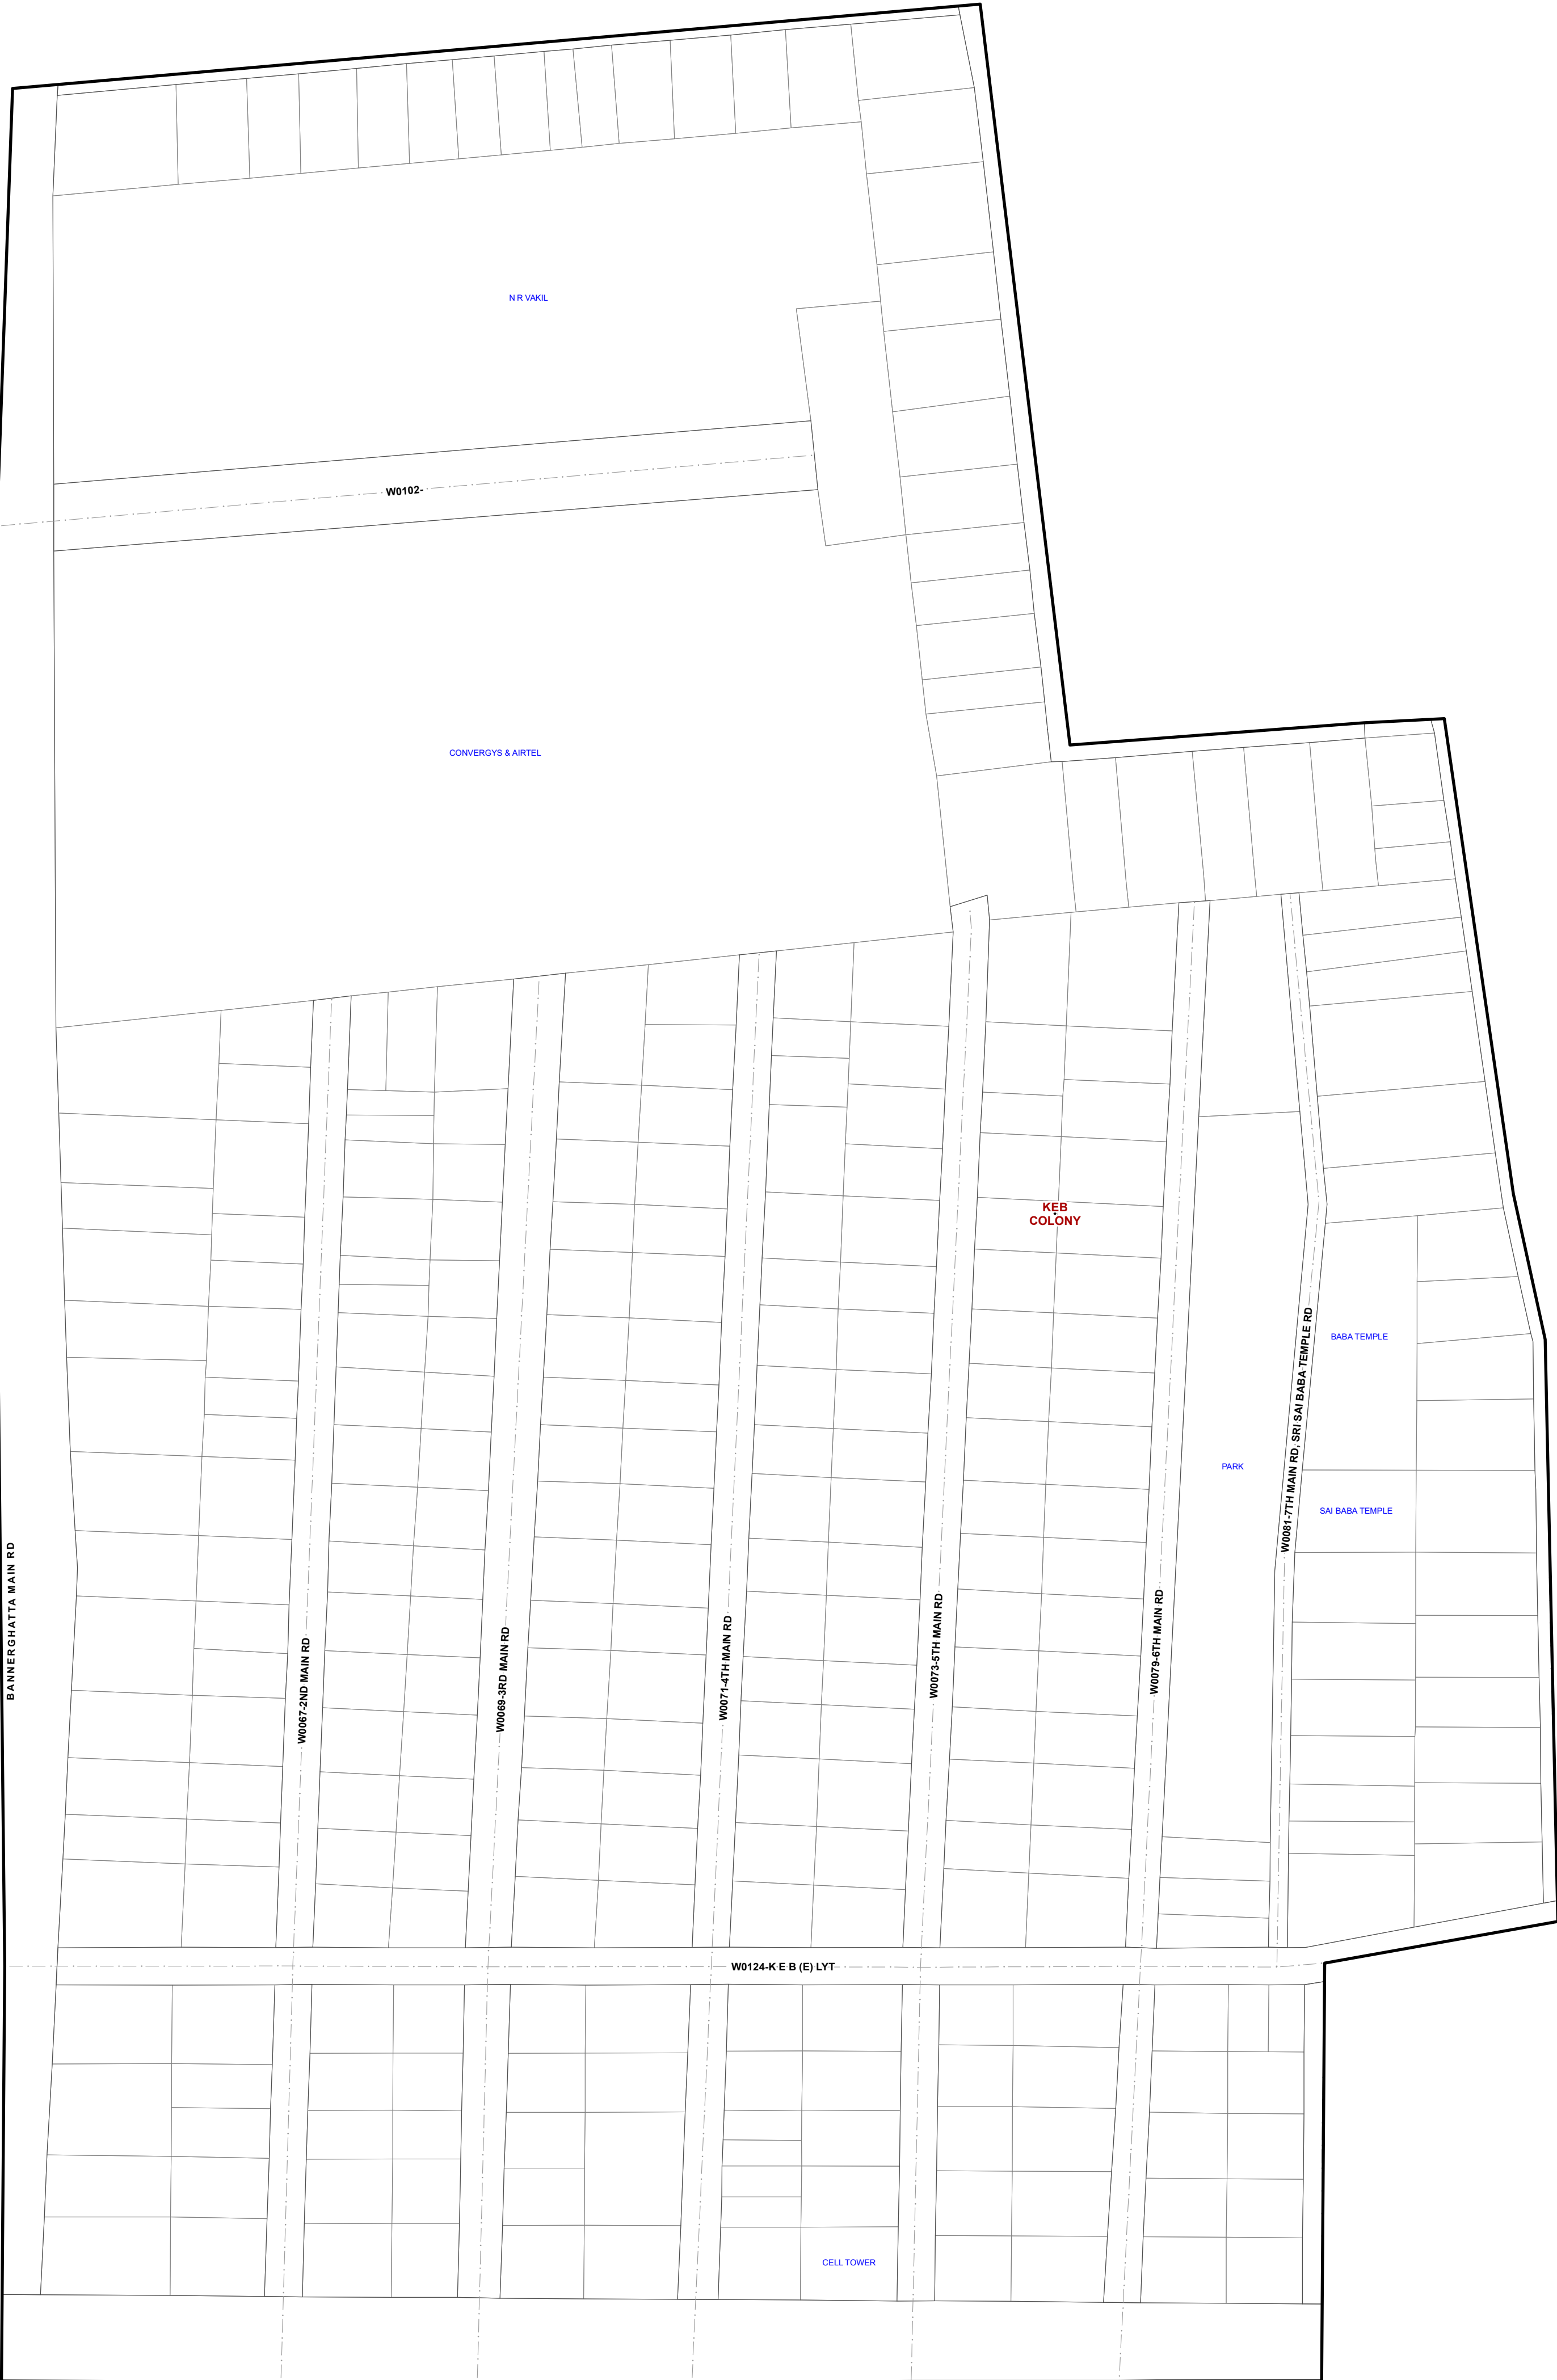 N R VAKIL
W0102-
CONVERGYS & AIRTEL
KEB
COLONY
BABA TEMPLE
W0081-7TH MAIN RD, SRI SAI BABA TEMPLE RD
PARK
SAI BABA TEMPLE
BANNERGHATTA MAIN RD
W0067-2ND MAIN RD
W0069-3RD MAIN RD
W0071-4TH MAIN RD
W0073-5TH MAIN RD
W0079-6TH MAIN RD
W0124-K E B (E) LYT
CELL TOWER